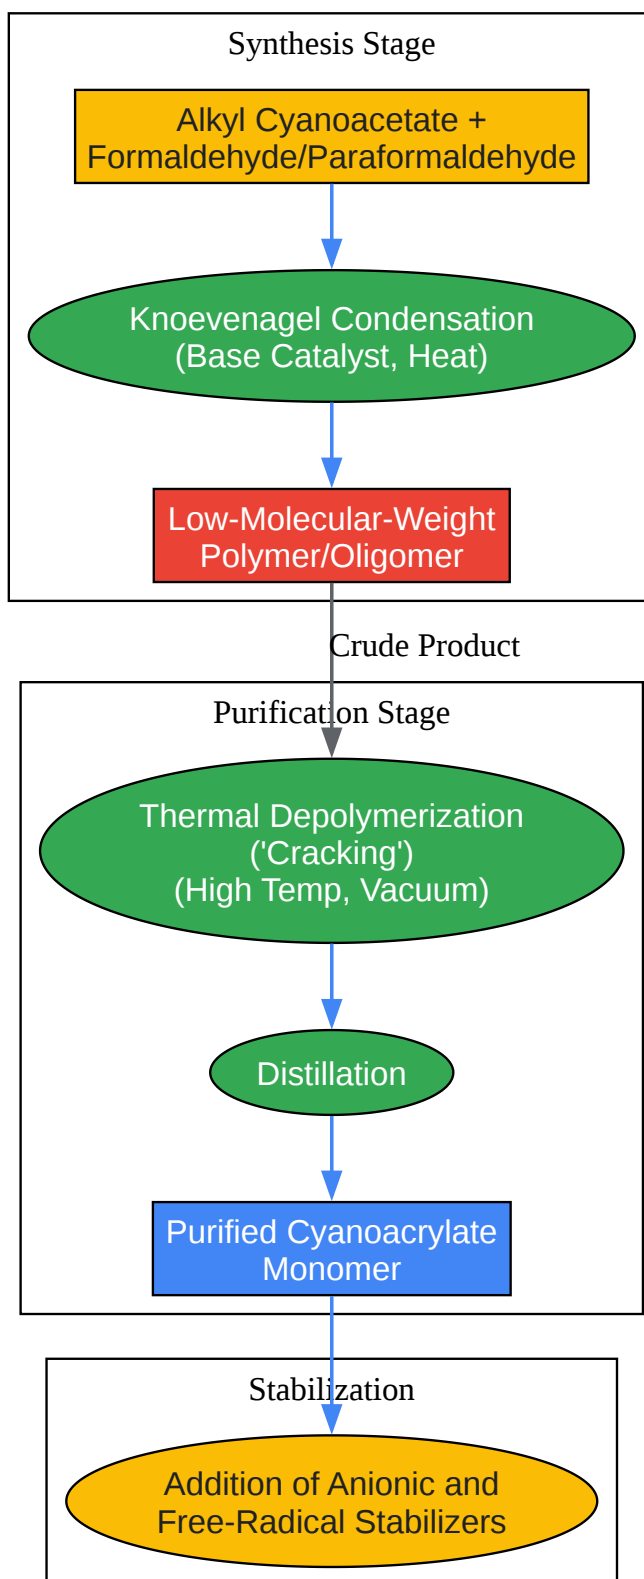 Synthesis Stage
Alkyl Cyanoacetate +
Formaldehyde/Paraformaldehyde
Knoevenagel Condensation
(Base Catalyst, Heat)
Low-Molecular-Weight
Polymer/Oligomer
Crude Product
Purification Stage
Thermal Depolymerization
('Cracking')
(High Temp, Vacuum)
Distillation
Purified Cyanoacrylate
Monomer
Stabilization
Addition of Anionic and
Free-Radical Stabilizers